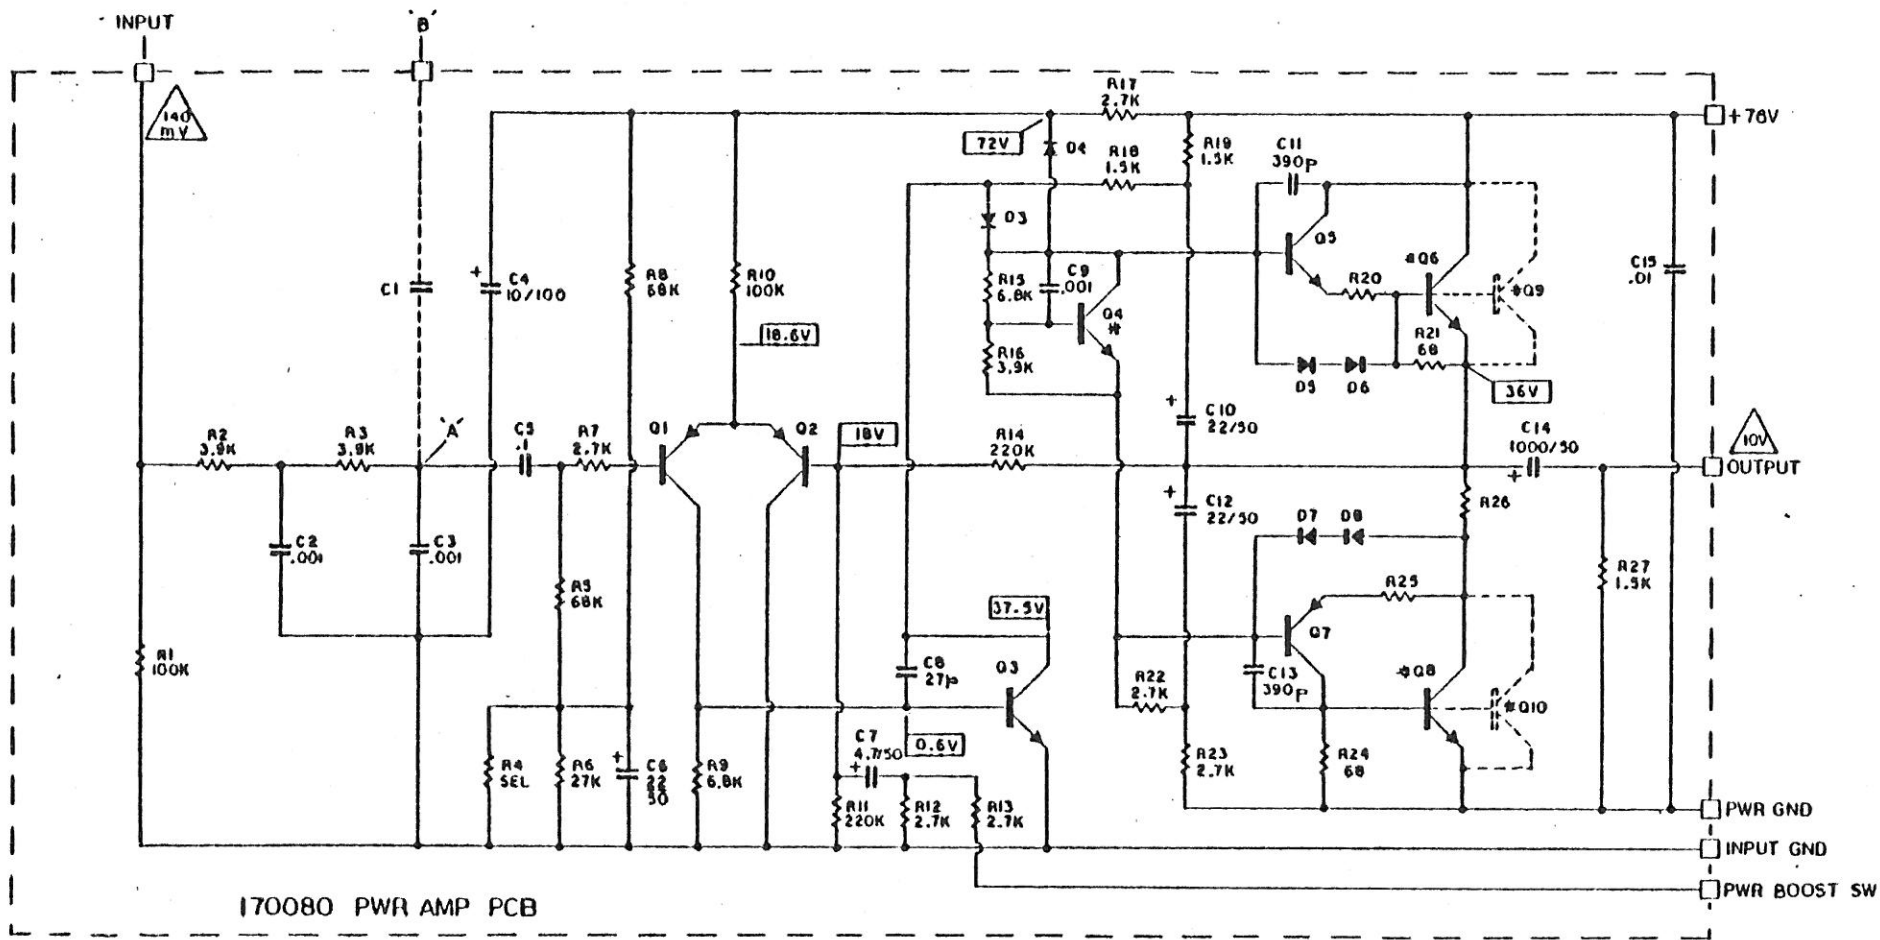 INPUT
'B'
140
mV
R17
2.7K
+78V
72V
D4
R18
1.5K
R19
1.5K
C11
390P
D3
Q5
C1
C4
10/100
R8
68K
R10
100K
R15
6.8K
C9
.001
Q4
*
R20
*Q6
*Q9
C15
.01
18.6V
R16
3.9K
R21
68
D5
D6
36V
R2
3.9K
R3
3.9K
'A'
C5
.1
R7
2.7K
Q1
Q2
18V
R14
220K
C10
22/50
C14
1000/50
10V
OUTPUT
C12
22/50
R26
C2
.001
C3
.001
D7
D8
R5
68K
R27
1.5K
R25
37.5V
Q7
R1
100K
C8
27p
Q3
R22
2.7K
C13
390P
*Q8
*Q10
0.6V
C7
4.7/50
R4
SEL
R6
27K
C6
22
50
R9
6.8K
R23
2.7K
R24
68
R11
220K
R12
2.7K
R13
2.7K
PWR GND
INPUT GND
PWR BOOST SW
170080 PWR AMP PCB